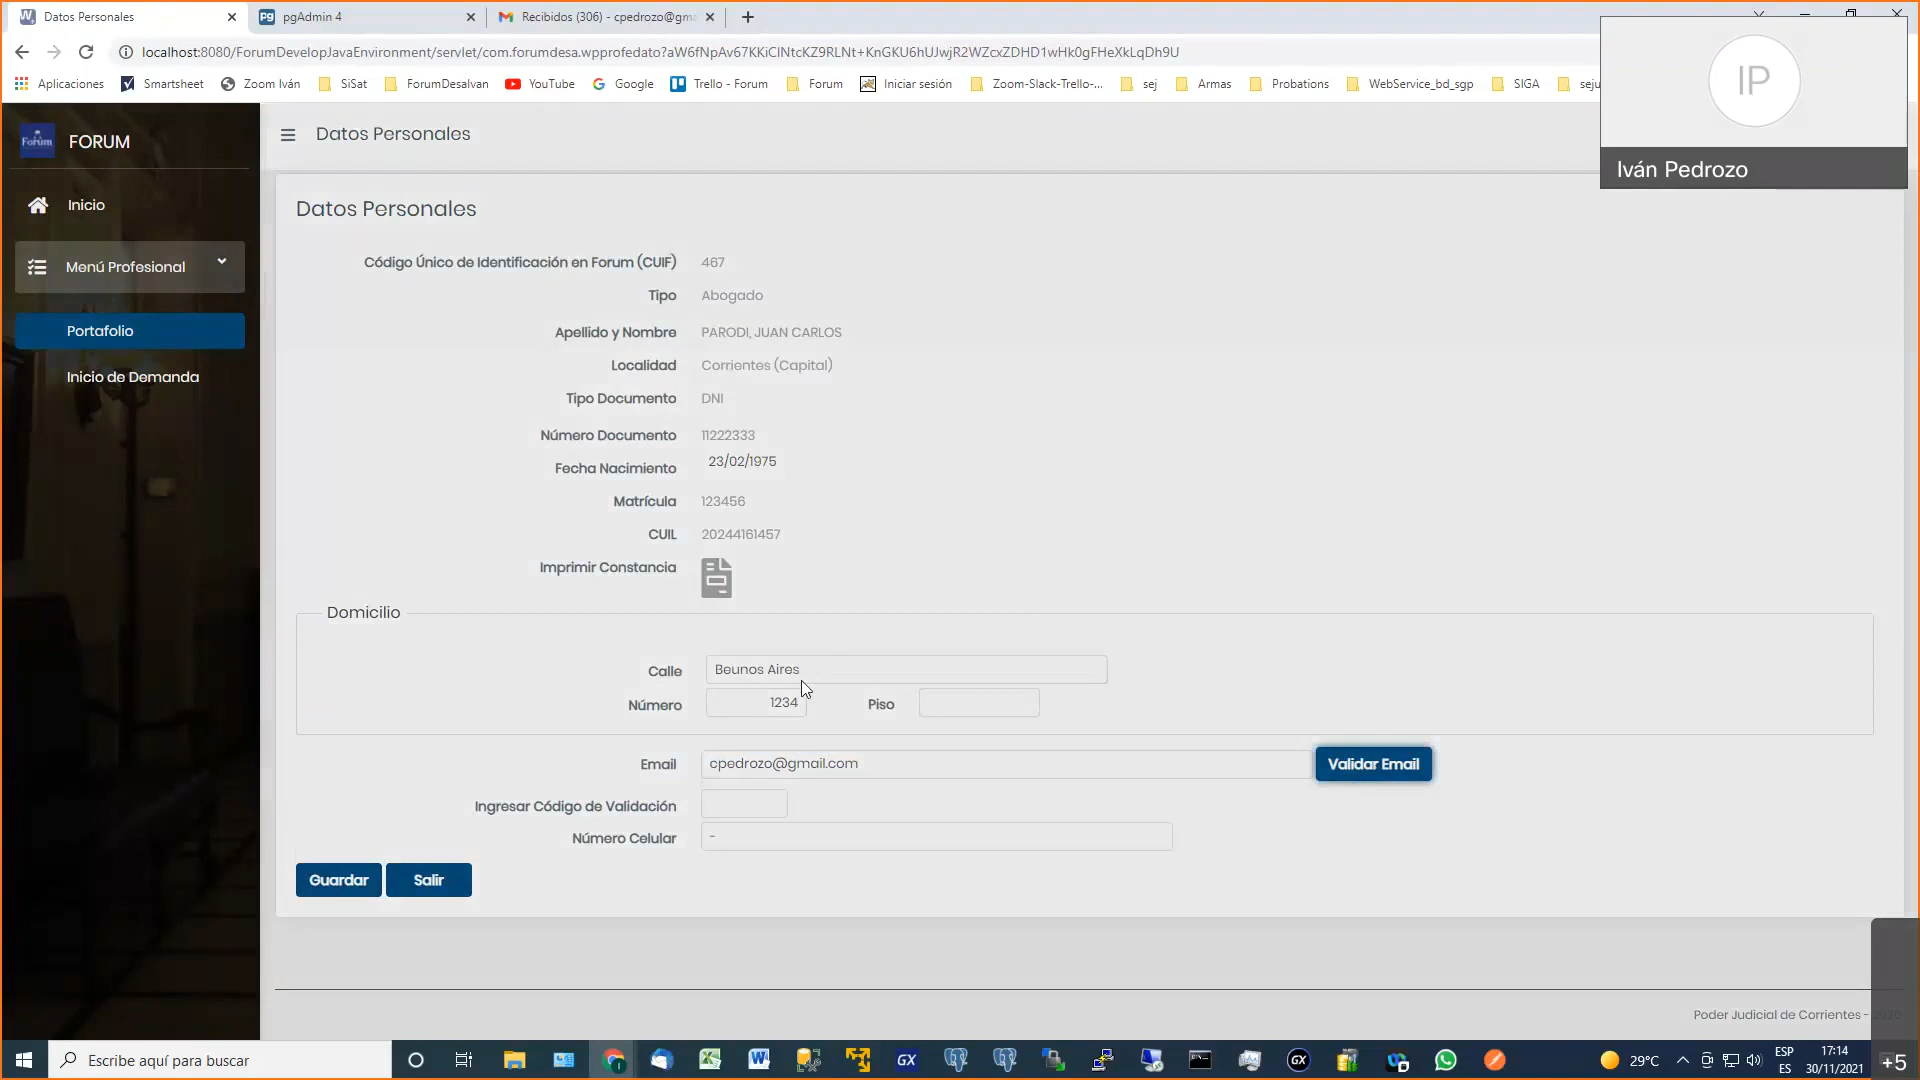 Datos Personales
pgAdmin 4
Recibidos (306) - cpedrozo@gm
localhost:8080/ForumDevelopJavaEnvironment/servlet/com.forumdesa.wpprofedato?aW6fNpAv67KKiClNtcKZ9RLNt+KnGKU6hUJwjR2WZcxZDHD1wHk0gFHeXkLqDh9U
Aplicaciones
Smartsheet
Zoom Iván
SiSat
ForumDesaIvan
YouTube
Google
Trello - Forum
Forum
Iniciar sesión
Zoom-Slack-Trello-...
sej
Armas
Probations
WebService_bd_sgp
SIGA
seju
IP
Iván Pedrozo
Forum
FORUM
Datos Personales
Inicio
Menú Profesional
Portafolio
Inicio de Demanda
Datos Personales
Código Único de Identificación en Forum (CUIF) 467
Tipo Abogado
Apellido y Nombre PARODI, JUAN CARLOS
Localidad Corrientes (Capital)
Tipo Documento DNI
Número Documento 11222333
Fecha Nacimiento 23/02/1975
Matrícula 123456
CUIL 20244161457
Imprimir Constancia
Domicilio
Calle Beunos Aires
Número 1234 Piso
Email cpedrozo@gmail.com Validar Email
Ingresar Código de Validación
Número Celular -
Guardar Salir
Poder Judicial de Corrientes -
Escribe aquí para buscar
GX
GX
29°C
ESP
ES
17:14
30/11/2021
+5